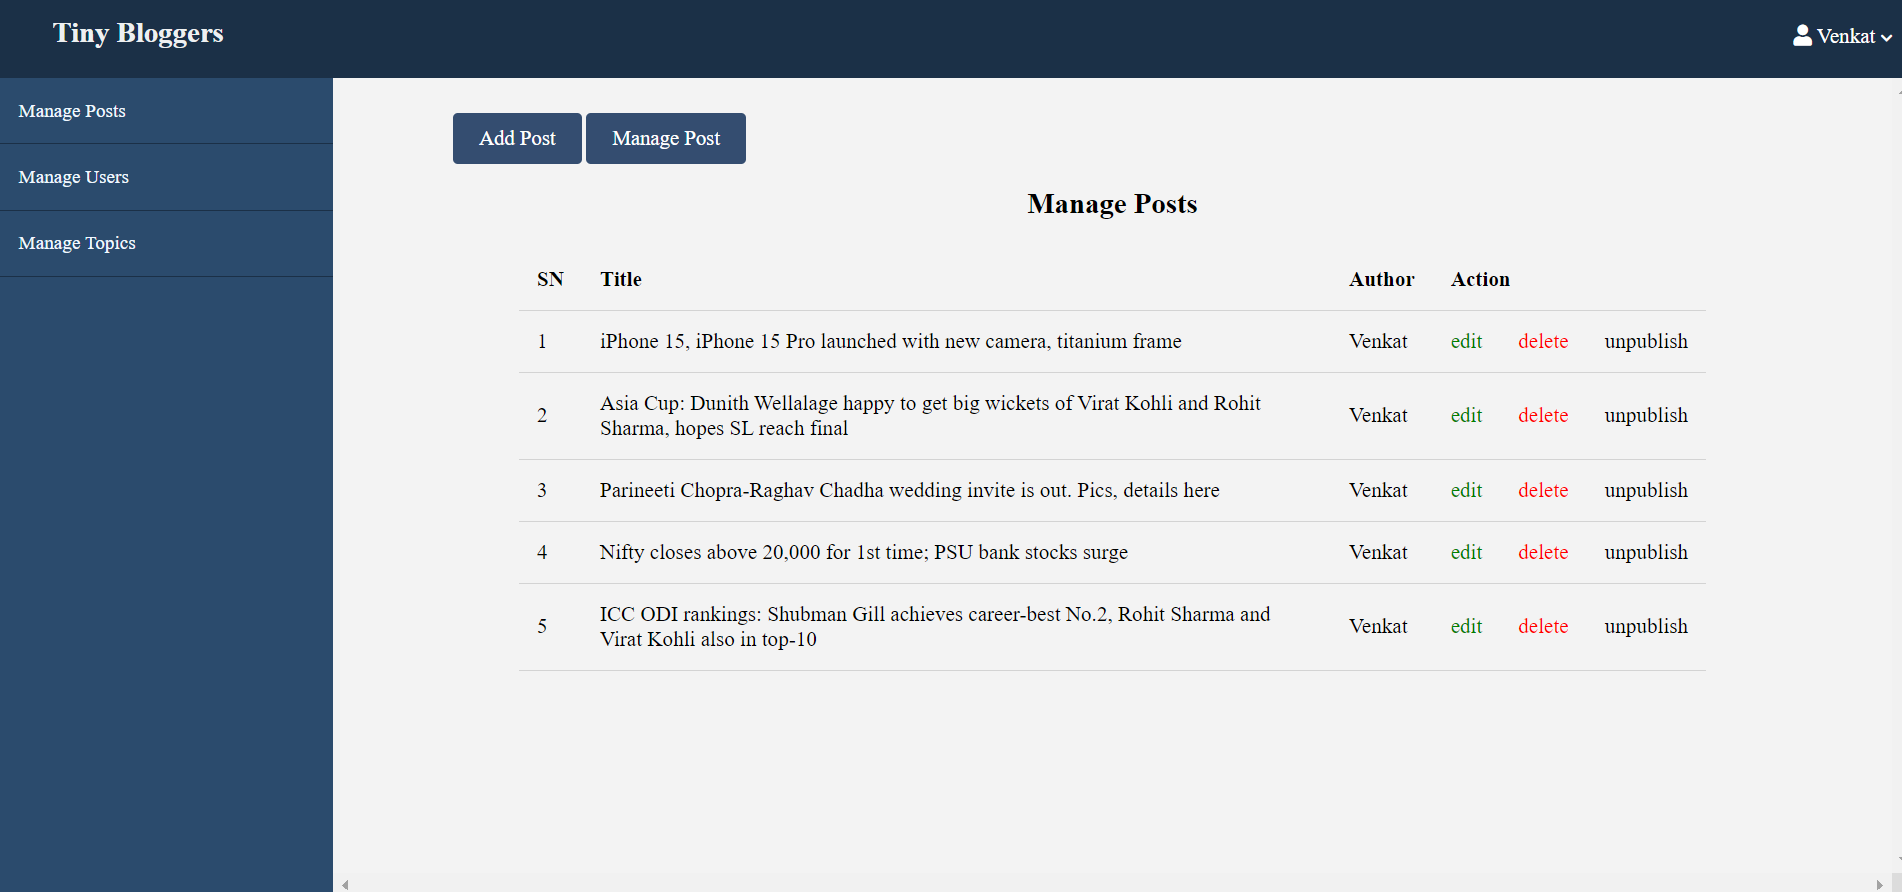 Tiny Bloggers
Venkat
Manage Posts
Manage Users
Manage Topics
Add Post Manage Post
Manage Posts
SN Title Author Action
1 iPhone 15, iPhone 15 Pro launched with new camera, titanium frame Venkat edit delete unpublish
2 Asia Cup: Dunith Wellalage happy to get big wickets of Virat Kohli and Rohit
Sharma, hopes SL reach final Venkat edit delete unpublish
3 Parineeti Chopra-Raghav Chadha wedding invite is out. Pics, details here Venkat edit delete unpublish
4 Nifty closes above 20,000 for 1st time; PSU bank stocks surge Venkat edit delete unpublish
5 ICC ODI rankings: Shubman Gill achieves career-best No.2, Rohit Sharma and
Virat Kohli also in top-10 Venkat edit delete unpublish